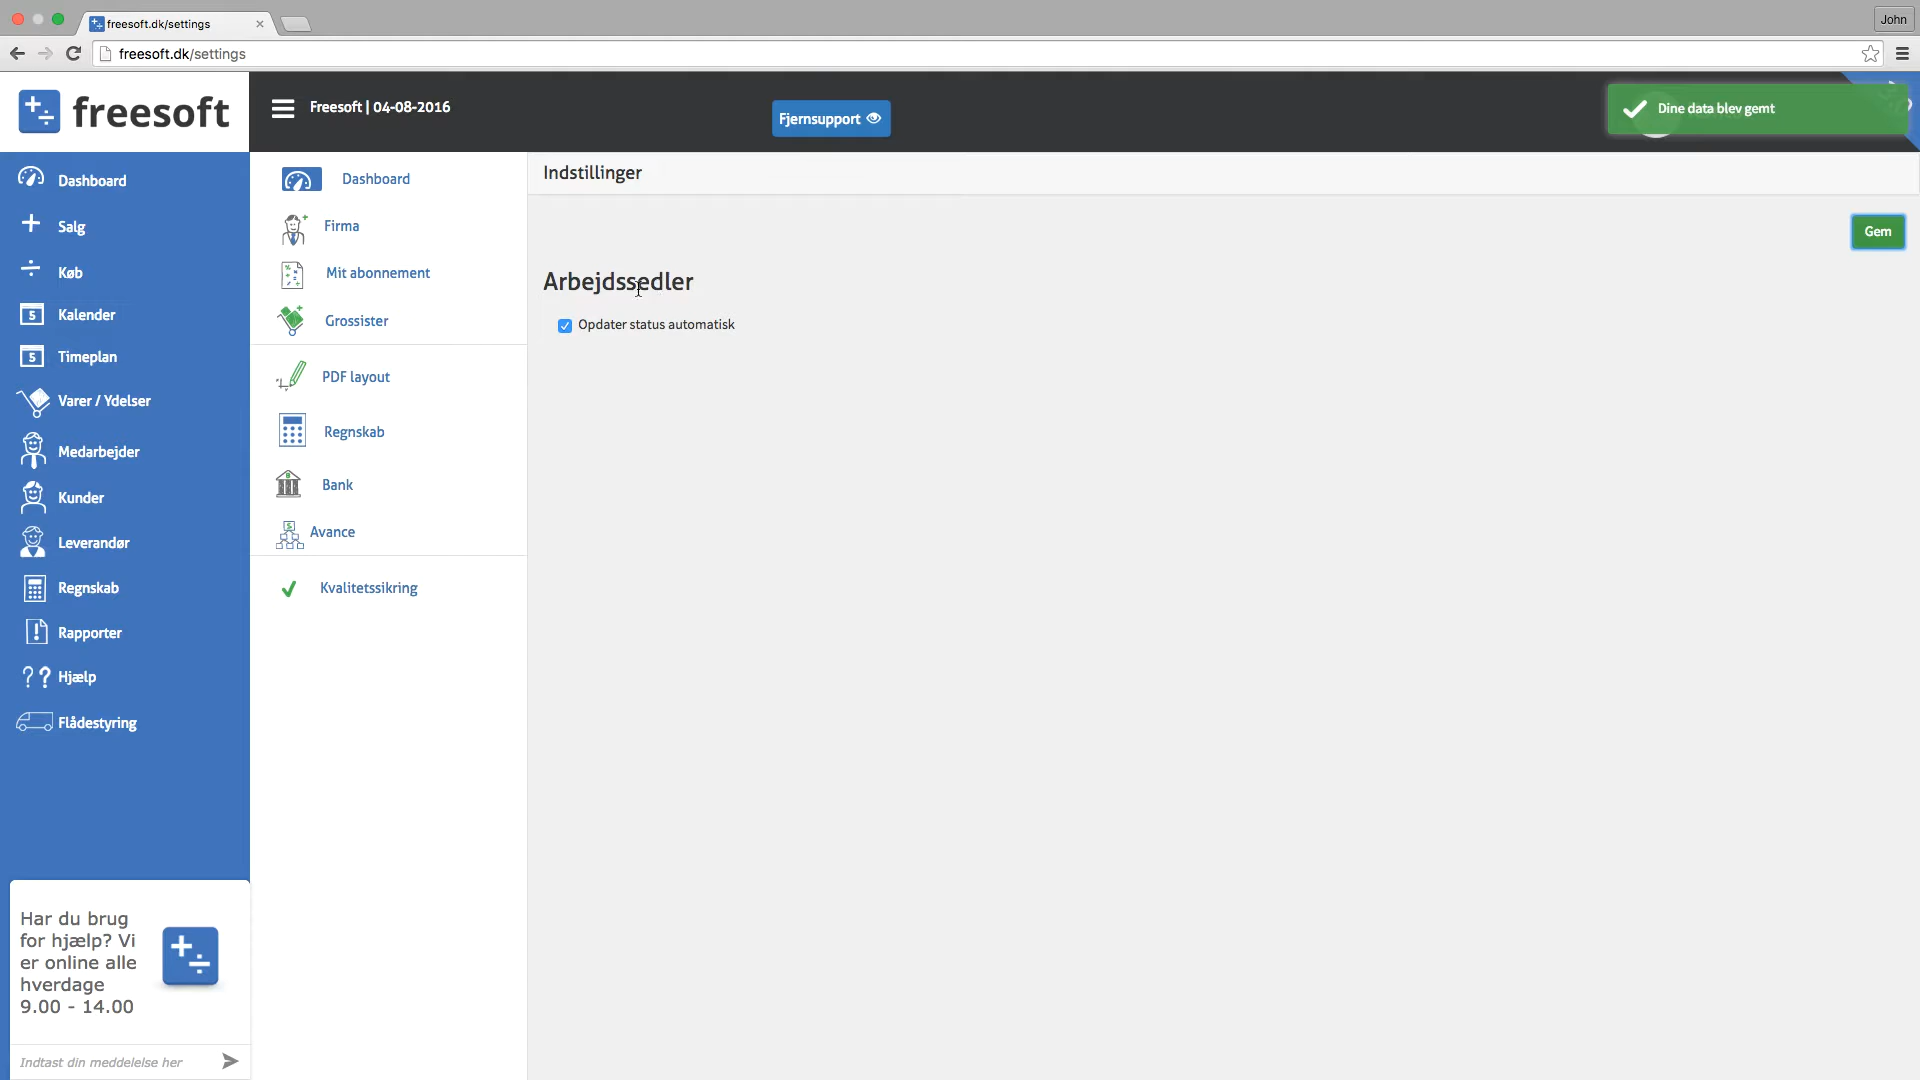 freesoft.dk/settings
John
freesoft.dk/settings
freesoft
Freesoft | 04-08-2016
Fjernsupport
Dine data blev gemt
Dashboard
Salg
Køb
Kalender
Timeplan
Varer / Ydelser
Medarbejder
Kunder
Leverandør
Regnskab
Rapporter
Hjælp
Flådestyring
Dashboard
Firma
Mit abonnement
Grossister
PDF layout
Regnskab
Bank
Avance
Kvalitetssikring
Indstillinger
Gem
Arbejdssedler
Opdater status automatisk
Har du brug
for hjælp? Vi
er online alle
hverdage
9.00 - 14.00
Indtast din meddelelse her